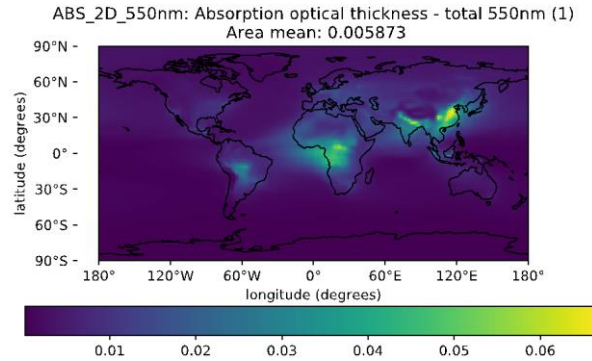 ABS_2D_550nm: Absorption optical thickness - total 550nm (1)
Area mean: 0.005873
90°N
60°N
30°N
0°
30°S
60°S
90°S
latitude (degrees)
180° 120°W 60°W 0° 60°E 120°E 180°
longitude (degrees)
0.01 0.02 0.03 0.04 0.05 0.06